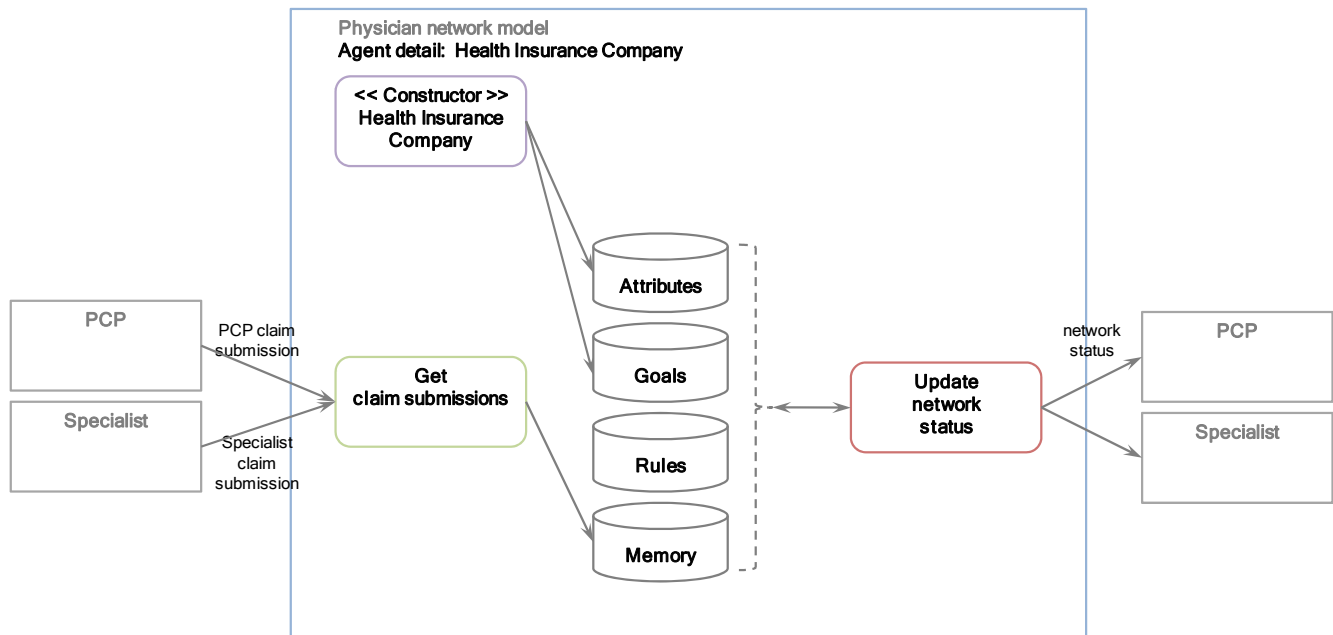 Physician network model
Agent detail:  Health Insurance Company
<< Constructor >>
Health Insurance
Company
Attributes
PCP
PCP claim
submission
Get
claim submissions
Goals
Update
network
status
network
status
PCP
Specialist
Specialist
claim
submission
Rules
Specialist
Memory